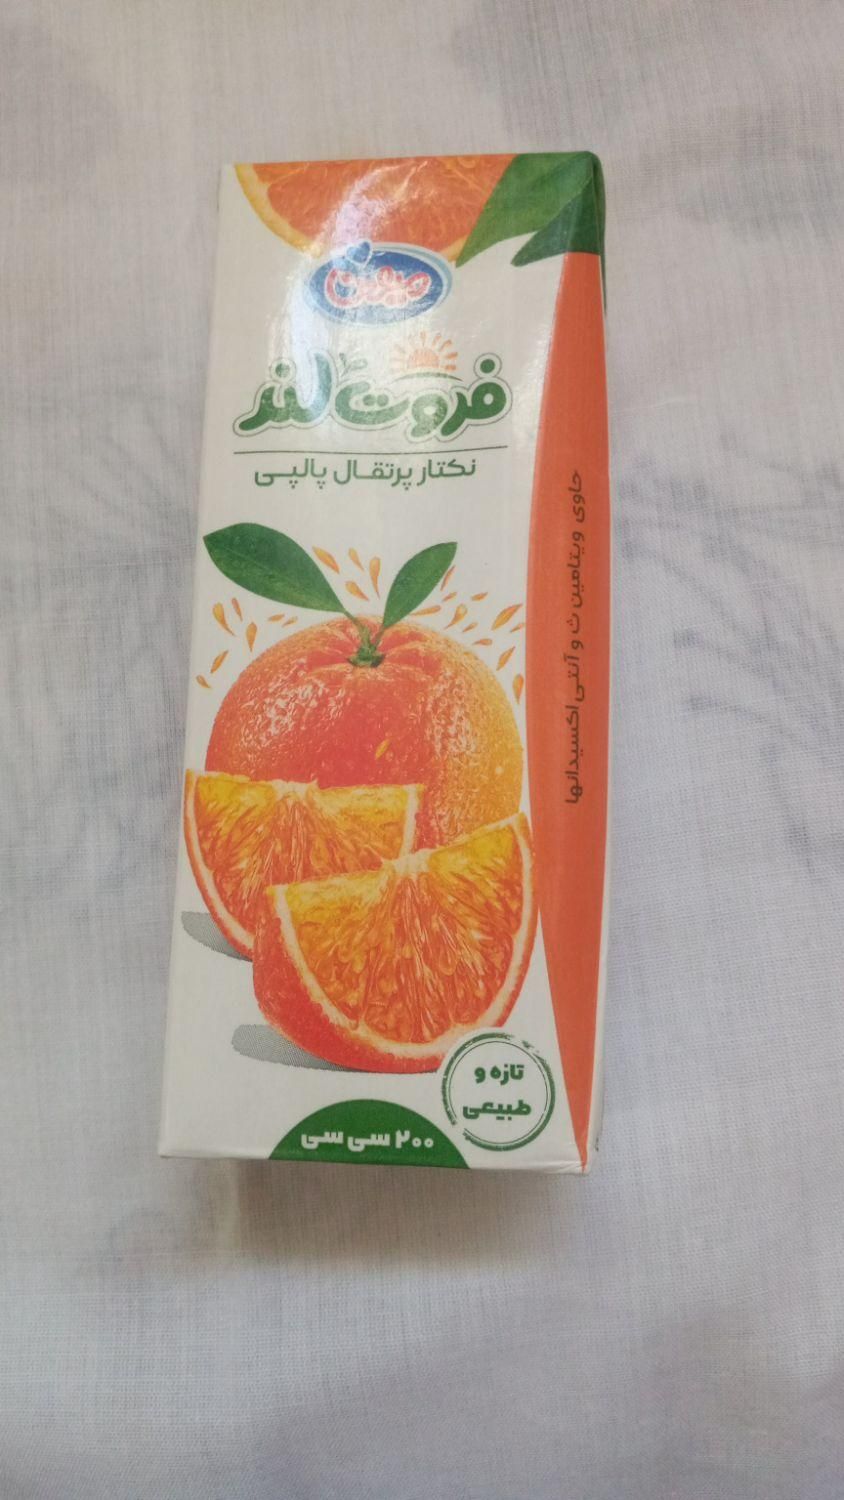 میهن
فروت لند
نکتار پرتقال پالپی
حاوی ویتامین ث و آنتی اکسیدانها
تازه و
طبیعی
۲۰۰ سی سی